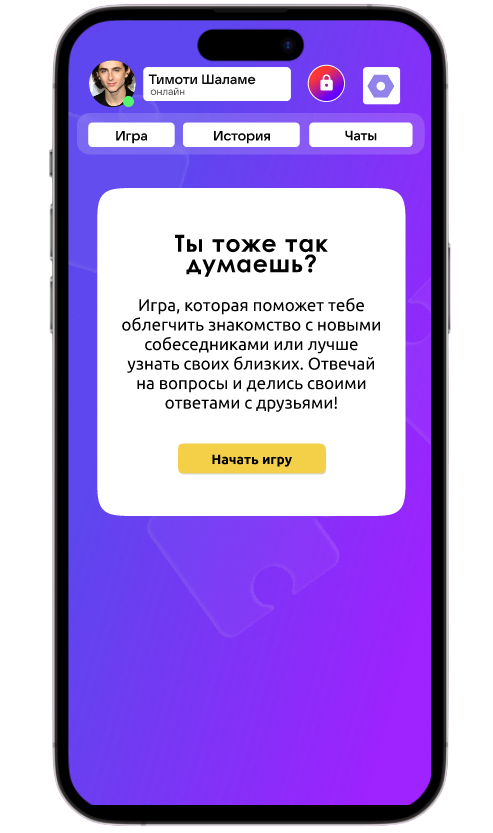 Тимоти Шаламе
онлайн
Игра
История
Чаты
Ты тоже так
думаешь?
Игра, которая поможет тебе
облегчить знакомство с новыми
собеседниками или лучше
узнать своих близких. Отвечай
на вопросы и делись своими
ответами с друзьями!
Начать игру